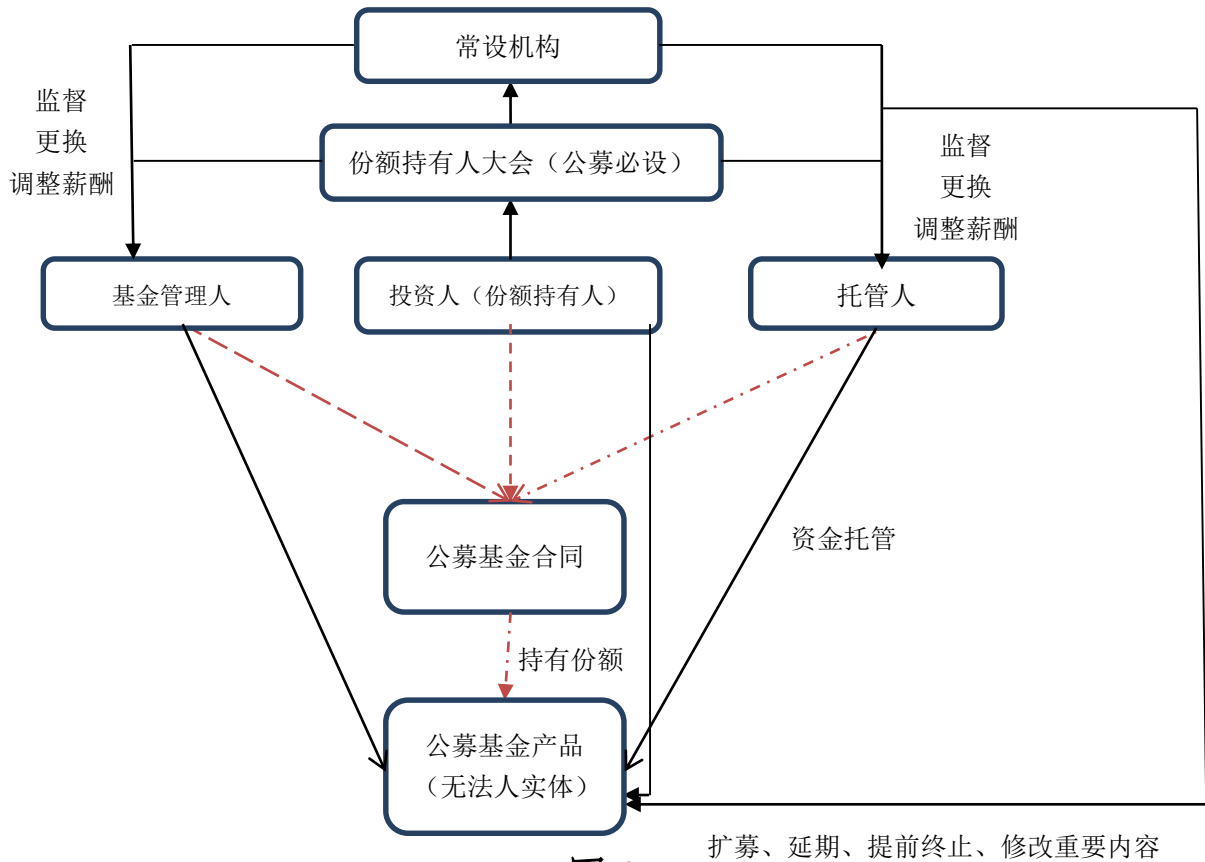 常设机构
监督
更换
调整薪酬
份额持有人大会（公募必设）
监督
更换
调整薪酬
基金管理人
投资人（份额持有人）
托管人
公募基金合同
资金托管
持有份额
公募基金产品
（无法人实体）
扩募、延期、提前终止、修改重要内容